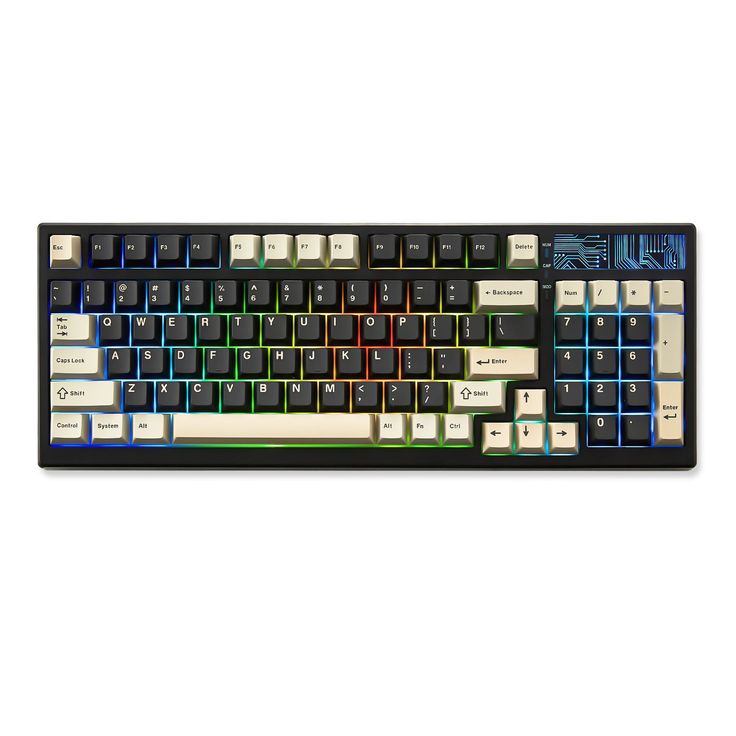 Esc F1 F2 F3 F4 F5 F6 F7 F8 F9 F10 F11 F12 Delete NUM
CAP
~ ! @ # $ % ^ & * ( ) _ + ← Backspace MOD Num / * -
` 1 2 3 4 5 6 7 8 9 0 - =
Tab Q W E R T Y U I O P { } 7 8 9 +
[ ]
Caps Lock A S D F G H J K L : " Enter 4 5 6
; '
Shift Z X C V B N M < > ? Shift ↑ 1 2 3 Enter
, . /
Control System Alt Alt Fn Ctrl ← ↓ → 0 .